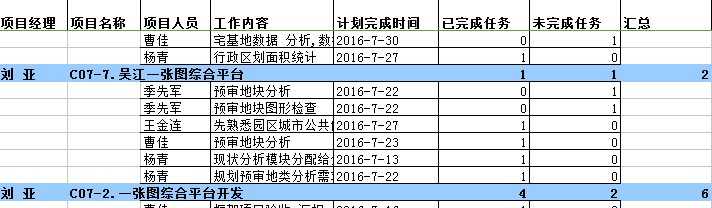 项目经理 项目名称 项目人员 工作内容 计划完成时间 已完成任务 未完成任务 汇总
曹佳 宅基地数据 分析,数 2016-7-30 0 1
杨青 行政区划面积统计 2016-7-27 1 0
刘 亚 C07-7.吴江一张图综合平台 1 1 2
季先军 预审地块分析 2016-7-22 0 1
季先军 预审地块图形检查 2016-7-22 0 1
王金连 先熟悉园区城市公共 2016-7-27 1 0
曹佳 预审地块分析 2016-7-23 1 0
杨青 现状分析模块分配给 2016-7-13 1 0
杨青 规划预审地类分析需 2016-7-22 1 0
刘 亚 C07-2.一张图综合平台开发 4 2 6